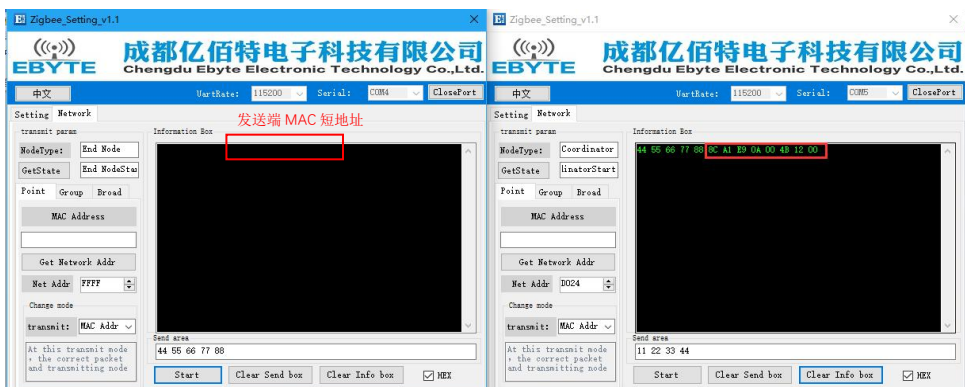 Zigbee_Setting_v1.1
((•))
EBYTE
成都亿佰特电子科技有限公司
Chengdu Ebyte Electronic Technology Co.,Ltd.
中文
UartRate: 115200 Serial: COM4 ClosePort
Setting Network
发送端 MAC 短地址
transmit param
Information Box
NodeType: End Node
GetState End NodeStar
Point Group Broad
MAC Address
Get Network Addr
Net Addr FFFF
Change mode
transmit: MAC Addr
At this transmit mode
, the correct packet
and transmitting node
Send area
44 55 66 77 88
Start Clear Send box Clear Info box HEX
Zigbee_Setting_v1.1
((•))
EBYTE
成都亿佰特电子科技有限公司
Chengdu Ebyte Electronic Technology Co.,Ltd.
中文
UartRate: 115200 Serial: COM5 ClosePort
Setting Network
transmit param
Information Box
44 55 66 77 88 8C A1 E9 0A 00 4B 12 00
NodeType: Coordinator
GetState linatorStart
Point Group Broad
MAC Address
Get Network Addr
Net Addr D024
Change mode
transmit: MAC Addr
At this transmit mode
, the correct packet
and transmitting node
Send area
11 22 33 44
Start Clear Send box Clear Info box HEX